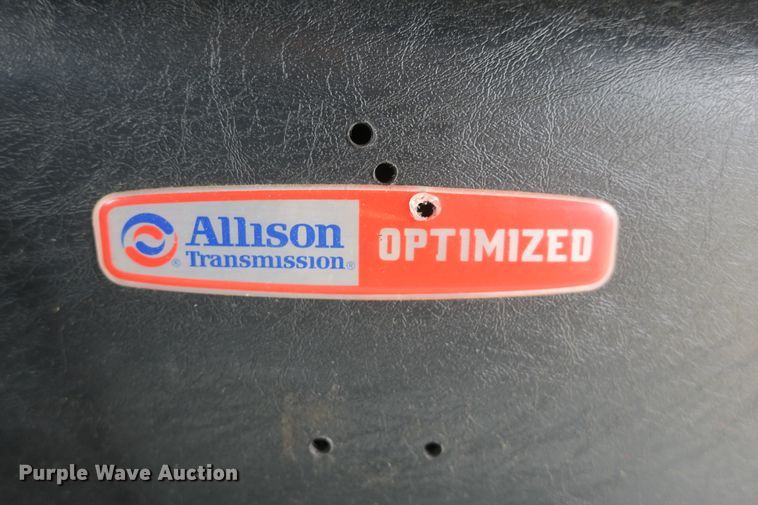 Allison
Transmission®
®
OPTIMIZED
Purple Wave Auction